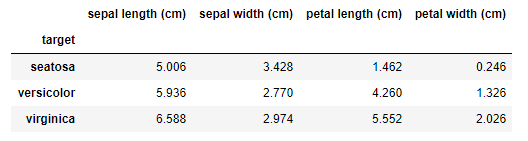 sepal length (cm) sepal width (cm) petal length (cm) petal width (cm)
target
seatosa 5.006 3.428 1.462 0.246
versicolor 5.936 2.770 4.260 1.326
virginica 6.588 2.974 5.552 2.026